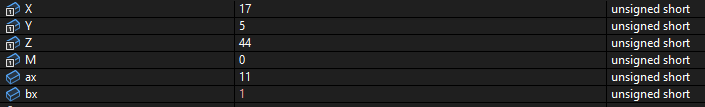 X 17 unsigned short
Y 5 unsigned short
Z 44 unsigned short
M 0 unsigned short
ax 11 unsigned short
bx 1 unsigned short